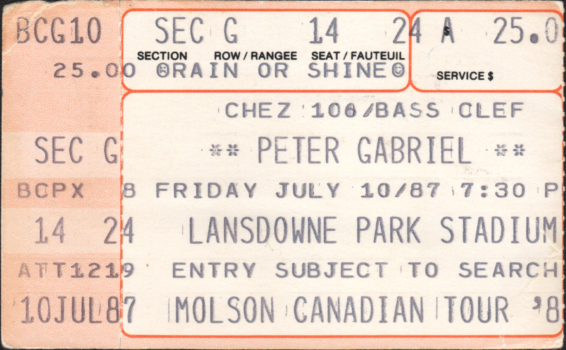 BCG10 SEC G 14 24 A $ 25.0
SECTION ROW / RANGEE SEAT / FAUTEUIL
25.00 ®RAIN OR SHINE© SERVICE $
CHEZ 106/BASS CLEF
SEC G ** PETER GABRIEL **
BCPX 8 FRIDAY JULY 10/87 7:30 P
14 24 LANSDOWNE PARK STADIUM
ATT1219 ENTRY SUBJECT TO SEARCH
10JUL87 MOLSON CANADIAN TOUR '8